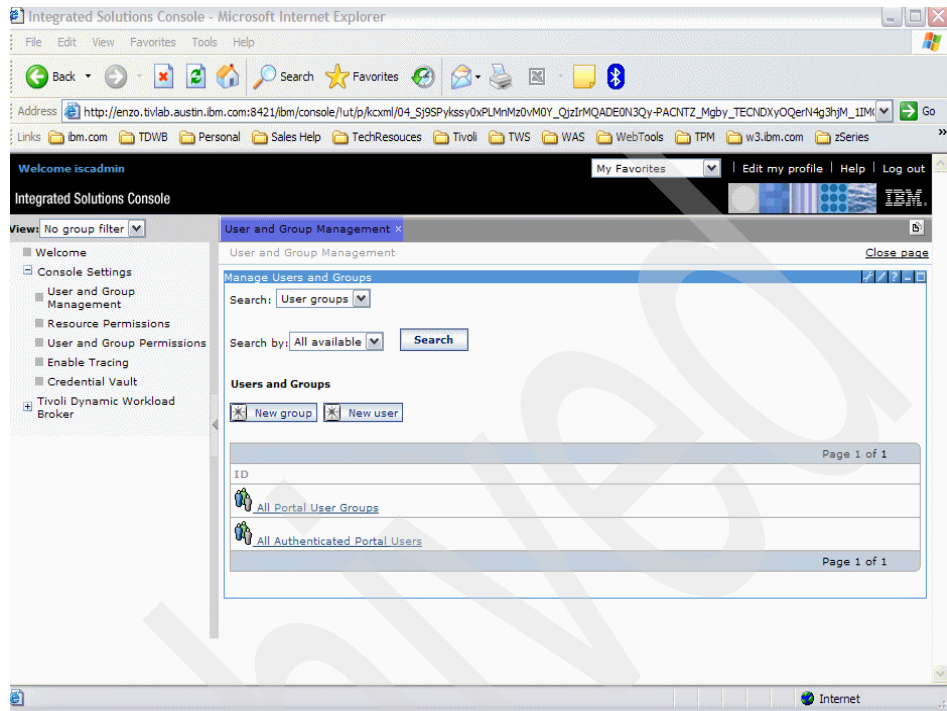 Integrated Solutions Console - Microsoft Internet Explorer
File Edit View Favorites Tools Help
Back Search Favorites
Address http://enzo.tivlab.austin.ibm.com:8421/ibm/console/!ut/p/kcxml/ Go
Links ibm.com TDWB Personal Sales Help TechResouces Tivoli TWS WAS WebTools TPM w3.ibm.com zSeries »
Welcome iscadmin My Favorites Edit my profile Help Log out
Integrated Solutions Console IBM.
View: No group filter
Welcome
Console Settings
User and Group
Management
Resource Permissions
User and Group Permissions
Enable Tracing
Credential Vault
Tivoli Dynamic Workload
Broker
User and Group Management ×
User and Group Management Close page
Manage Users and Groups
Search: User groups
Search by: All available Search
Users and Groups
New group New user
Page 1 of 1
ID
All Portal User Groups
All Authenticated Portal Users
Page 1 of 1
Internet